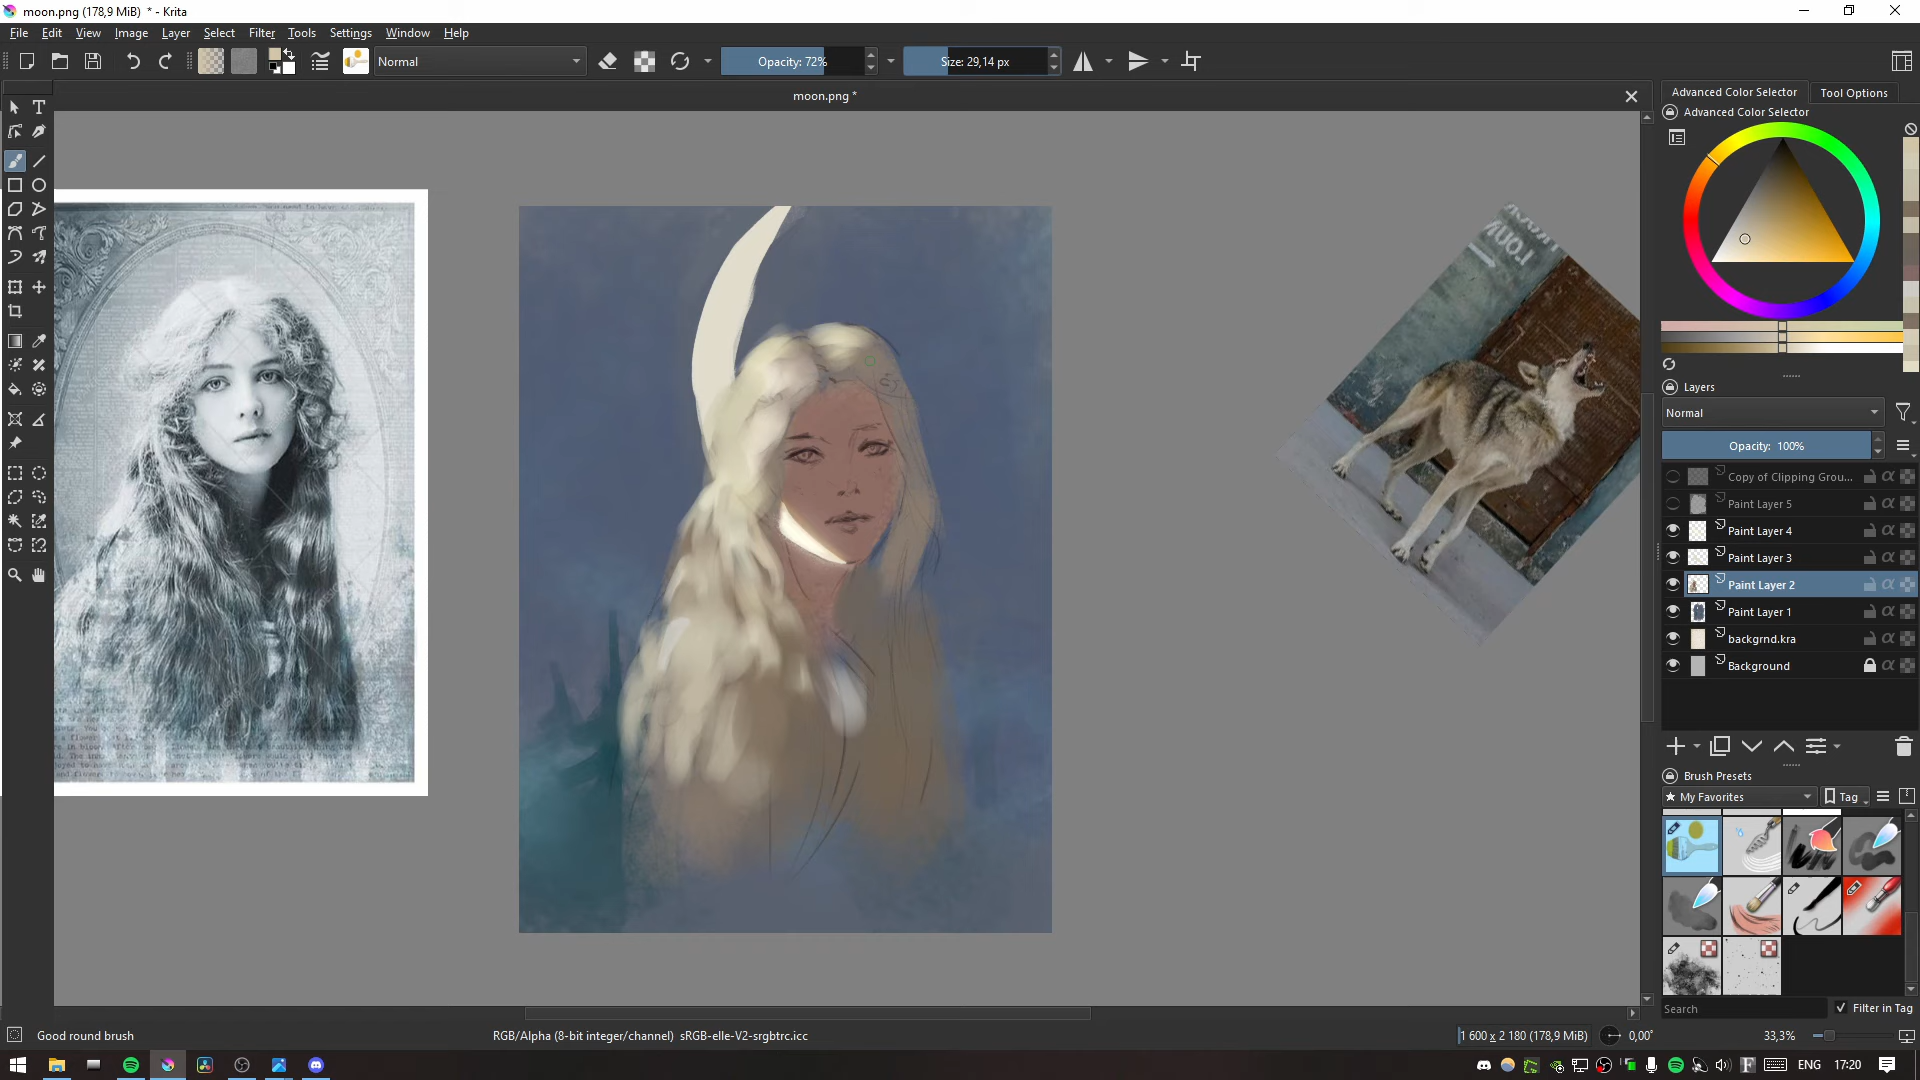 moon.png (178,9 MiB) * - Krita
File Edit View Image Layer Select Filter Tools Settings Window Help
Normal
Opacity: 72%
Size: 29,14 px
moon.png *
Advanced Color Selector
Tool Options
Advanced Color Selector
Layers
Normal
Opacity: 100%
Copy of Clipping Grou...
Paint Layer 5
Paint Layer 4
Paint Layer 3
Paint Layer 2
Paint Layer 1
backgrnd.kra
Background
Brush Presets
My Favorites
Tag
Search
Filter in Tag
Good round brush
RGB/Alpha (8-bit integer/channel) sRGB-elle-V2-srgbtrc.icc
1 600 x 2 180 (178,9 MiB)
0,00°
33,3%
ENG
17:20